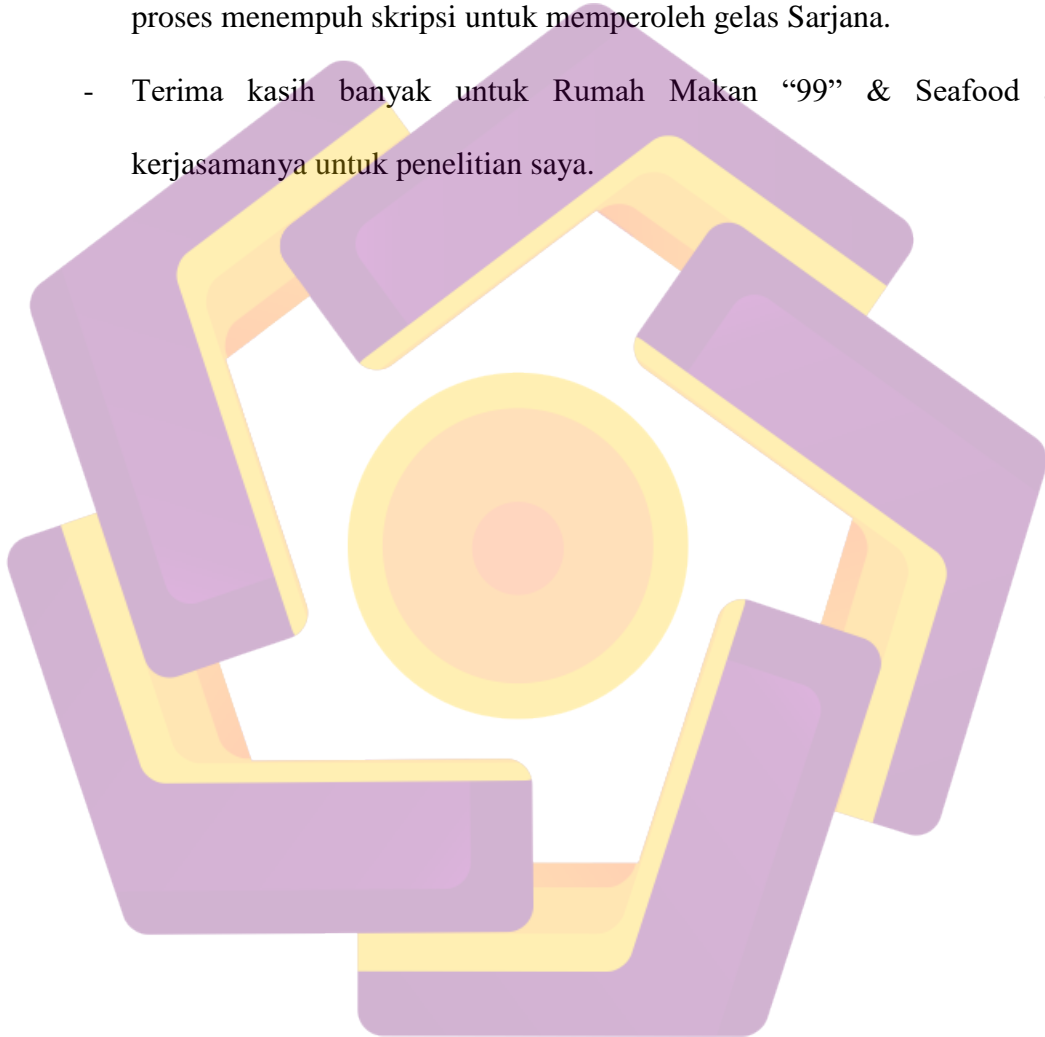 proses menempuh skripsi untuk memperoleh gelas Sarjana.
- Terima kasih banyak untuk Rumah Makan “99” & Seafood
kerjasamanya untuk penelitian saya.